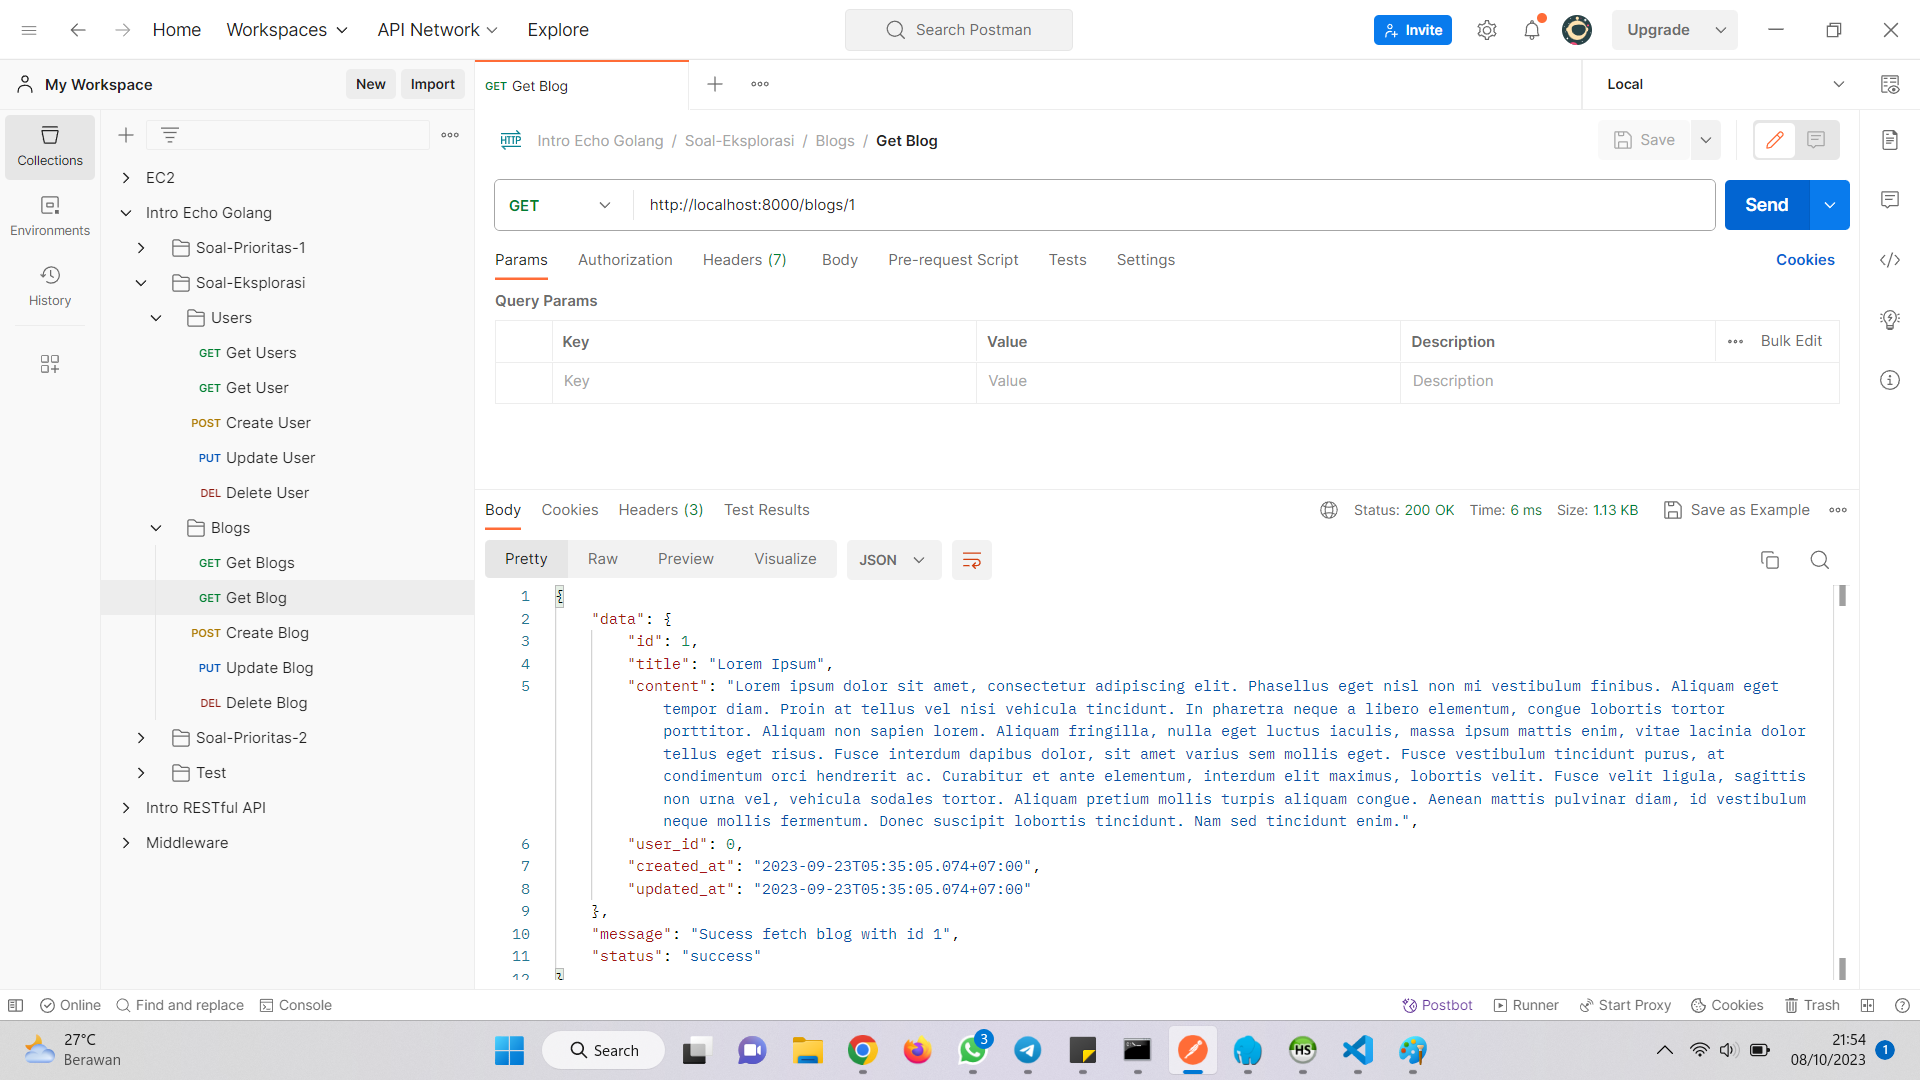 Home
Workspaces
API Network
Explore
Search Postman
Invite
Upgrade
My Workspace
New
Import
GET Get Blog
Local
Collections
Environments
History
EC2
Intro Echo Golang
Soal-Prioritas-1
Soal-Eksplorasi
Users
GET Get Users
GET Get User
POST Create User
PUT Update User
DEL Delete User
Blogs
GET Get Blogs
GET Get Blog
POST Create Blog
PUT Update Blog
DEL Delete Blog
Soal-Prioritas-2
Test
Intro RESTful API
Middleware
HTTP Intro Echo Golang / Soal-Eksplorasi / Blogs / Get Blog
Save
GET http://localhost:8000/blogs/1
Send
Params Authorization Headers (7) Body Pre-request Script Tests Settings Cookies
Query Params
Key Value Description Bulk Edit
Key Value Description
Body Cookies Headers (3) Test Results Status: 200 OK Time: 6 ms Size: 1.13 KB Save as Example
Pretty Raw Preview Visualize JSON
1 {
2 "data": {
3 "id": 1,
4 "title": "Lorem Ipsum",
5 "content": "Lorem ipsum dolor sit amet, consectetur adipiscing elit. Phasellus eget nisl non mi vestibulum finibus. Aliquam eget
tempor diam. Proin at tellus vel nisi vehicula tincidunt. In pharetra neque a libero elementum, congue lobortis tortor
porttitor. Aliquam non sapien lorem. Aliquam fringilla, nulla eget luctus iaculis, massa ipsum mattis enim, vitae lacinia dolor
tellus eget risus. Fusce interdum dapibus dolor, sit amet varius sem mollis eget. Fusce vestibulum tincidunt purus, at
condimentum orci hendrerit ac. Curabitur et ante elementum, interdum elit maximus, lobortis velit. Fusce velit ligula, sagittis
non urna vel, vehicula sodales tortor. Aliquam pretium mollis turpis aliquam congue. Aenean mattis pulvinar diam, id vestibulum
neque mollis fermentum. Donec suscipit lobortis tincidunt. Nam sed tincidunt enim.",
6 "user_id": 0,
7 "created_at": "2023-09-23T05:35:05.074+07:00",
8 "updated_at": "2023-09-23T05:35:05.074+07:00"
9 },
10 "message": "Sucess fetch blog with id 1",
11 "status": "success"
12 }
Online
Find and replace
Console
Postbot
Runner
Start Proxy
Cookies
Trash
27°C
Berawan
Search
3
HS
21:54
08/10/2023
1